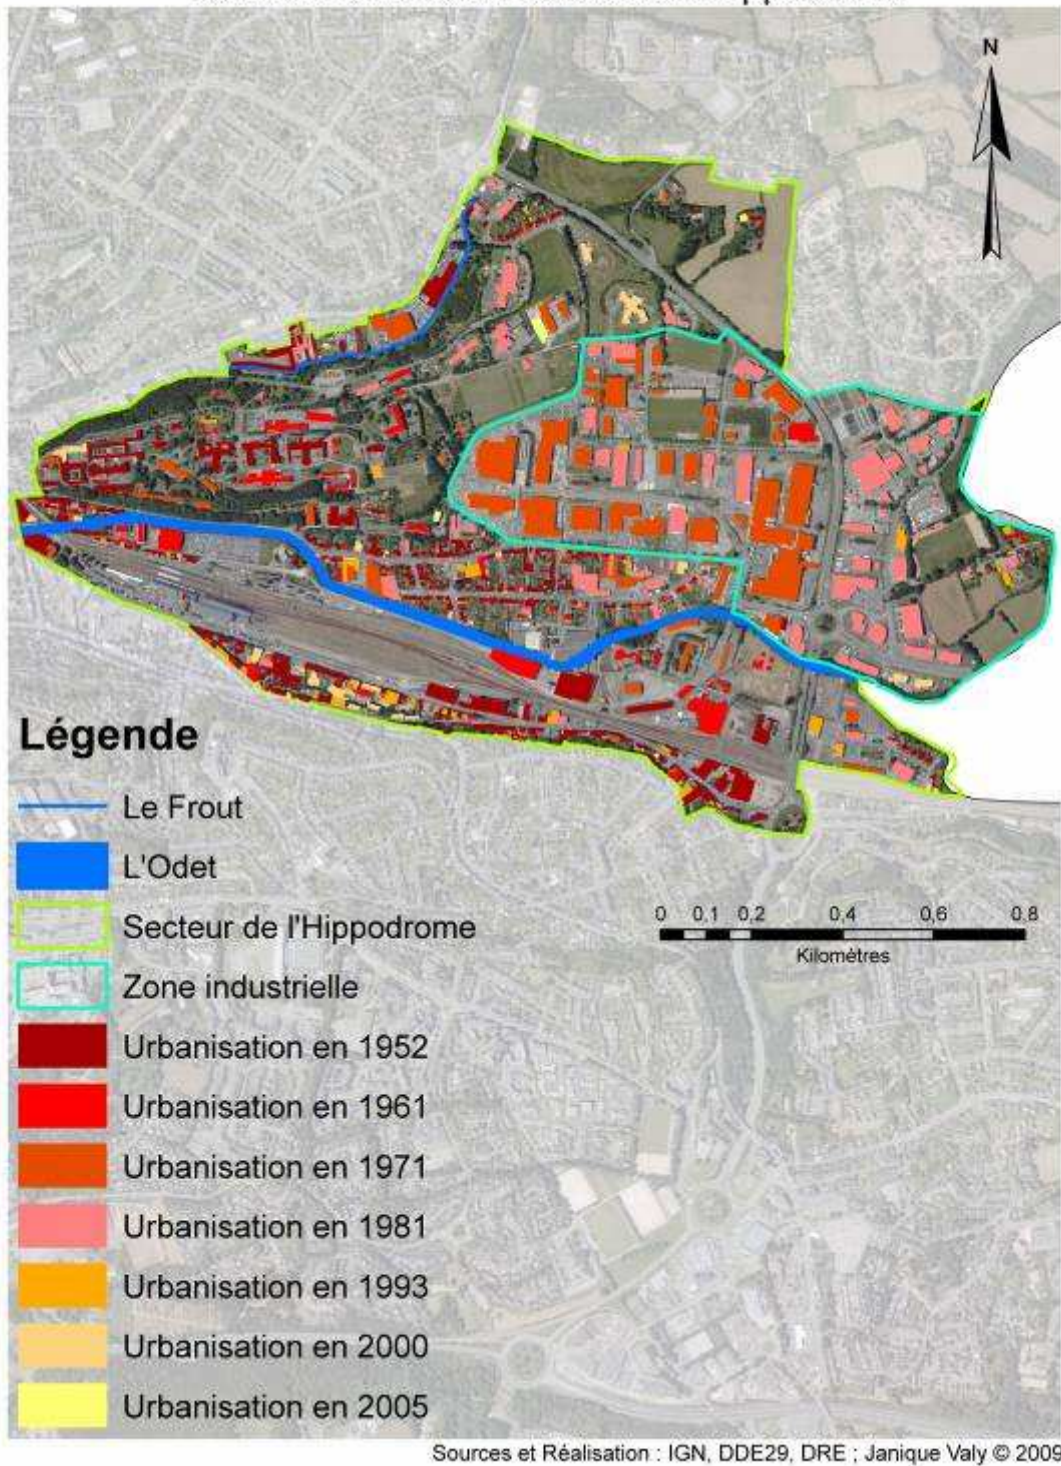 N
Légende
Le Frout
L'Odet
Secteur de l'Hippodrome
Zone industrielle
Urbanisation en 1952
Urbanisation en 1961
Urbanisation en 1971
Urbanisation en 1981
Urbanisation en 1993
Urbanisation en 2000
Urbanisation en 2005
0 0,1 0,2 0,4 0,6 0,8
Kilomètres
Sources et Réalisation : IGN, DDE29, DRE ; Janique Valy © 2009